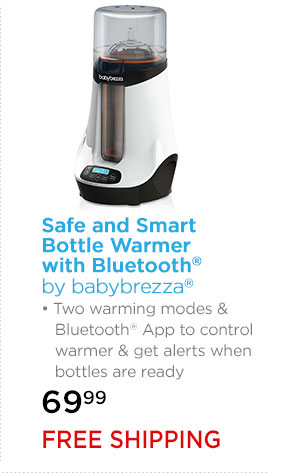 babybrezza
Safe and Smart
Bottle Warmer
with Bluetooth®
by babybrezza®
• Two warming modes &
Bluetooth® App to control
warmer & get alerts when
bottles are ready
69⁹⁹
FREE SHIPPING